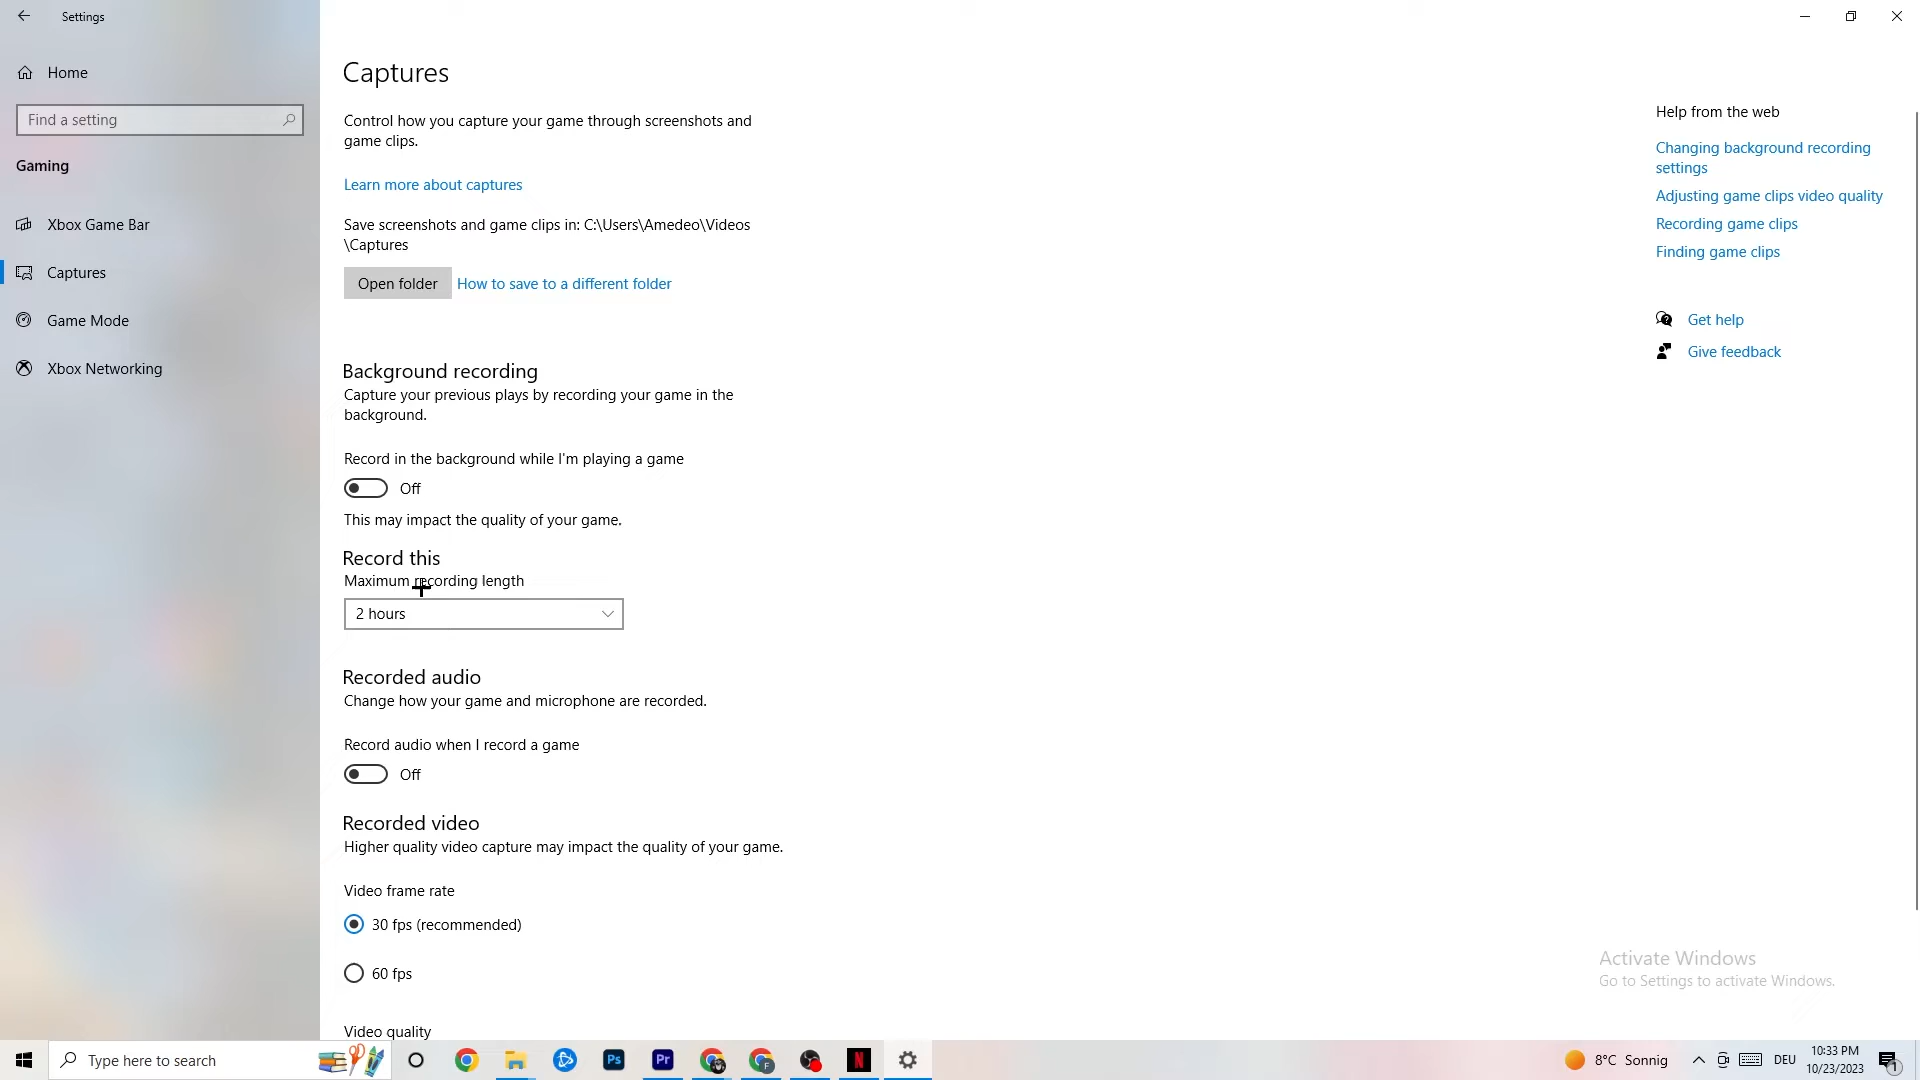 Settings
Home
Find a setting
Gaming
Xbox Game Bar
Captures
Game Mode
Xbox Networking
Captures
Control how you capture your game through screenshots and
game clips.
Learn more about captures
Save screenshots and game clips in: C:\Users\Amedeo\Videos
\Captures
Open folder
How to save to a different folder
Background recording
Capture your previous plays by recording your game in the
background.
Record in the background while I'm playing a game
Off
This may impact the quality of your game.
Record this
Maximum recording length
2 hours
Recorded audio
Change how your game and microphone are recorded.
Record audio when I record a game
Off
Recorded video
Higher quality video capture may impact the quality of your game.
Video frame rate
30 fps (recommended)
60 fps
Video quality
Help from the web
Changing background recording
settings
Adjusting game clips video quality
Recording game clips
Finding game clips
Get help
Give feedback
Activate Windows
Go to Settings to activate Windows.
Type here to search
Ps
Pr
F
N
8°C Sonnig
DEU
10:33 PM
10/23/2023
1